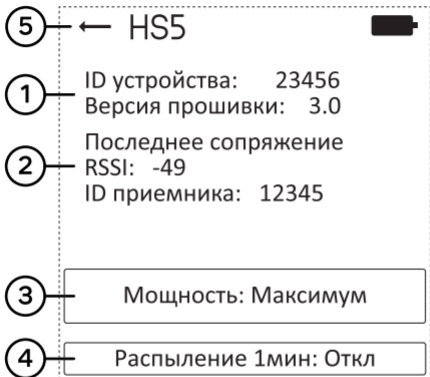 5 ← HS5
1 ID устройства: 23456
Версия прошивки: 3.0
Последнее сопряжение
2 RSSI: -49
ID приемника: 12345
3 Мощность: Максимум
4 Распыление 1мин: Откл